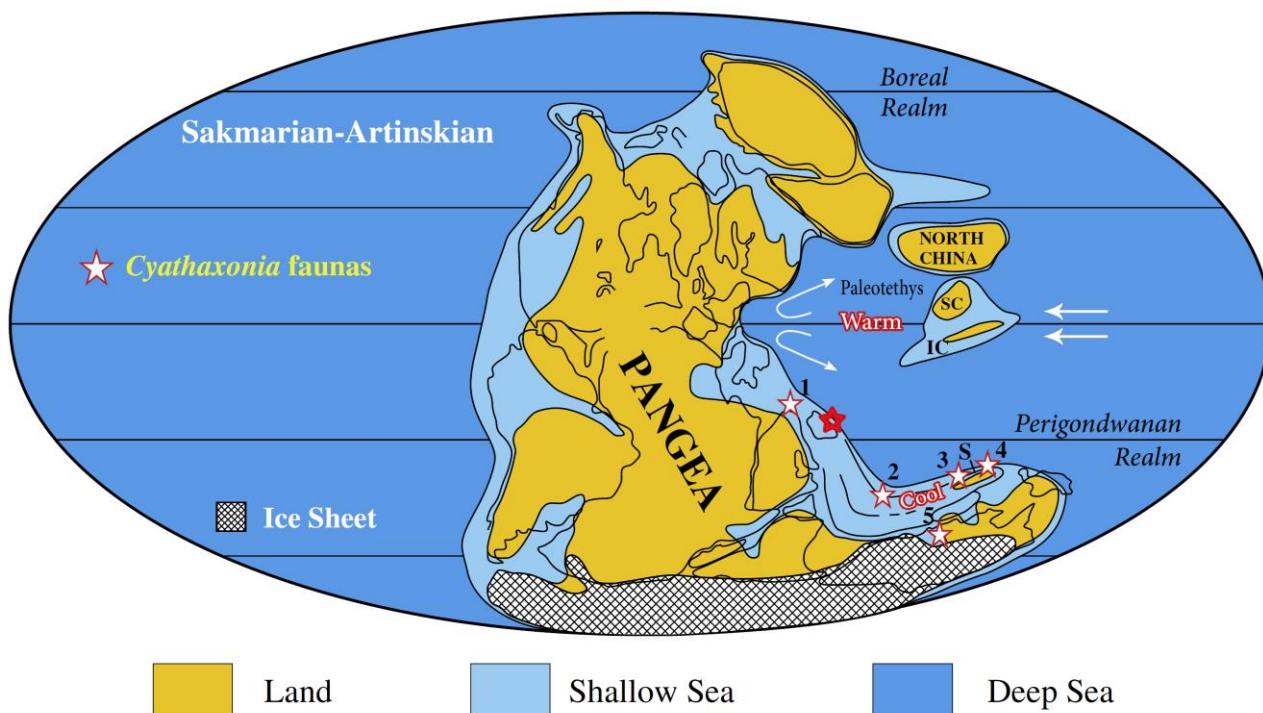 Boreal
Realm
Sakmarian-Artinskian
NORTH
CHINA
Cyathaxonia faunas
Paleotethys
SC
Warm
IC
PANGEA
1
Perigondwanan
Realm
2
Cool
3
S
4
5
Ice Sheet
Land
Shallow Sea
Deep Sea